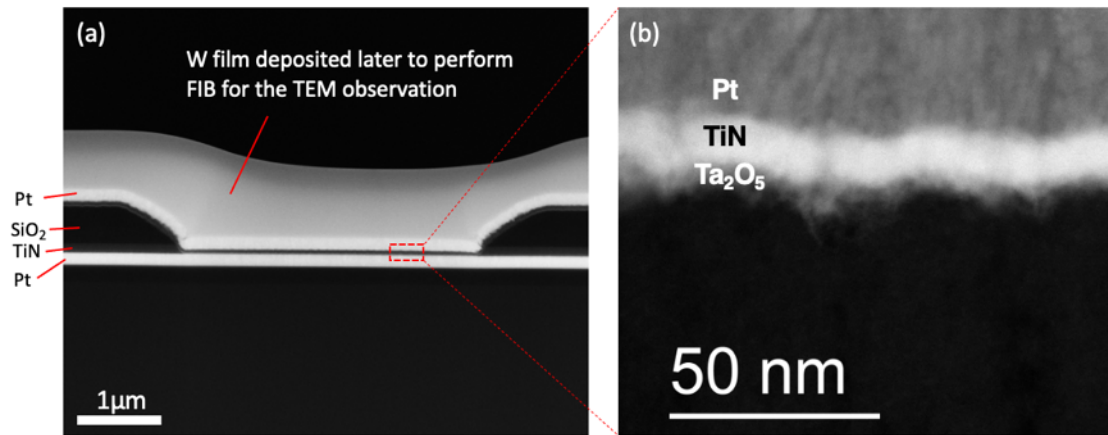 (a)
W film deposited later to perform
FIB for the TEM observation
Pt
SiO₂
TiN
Pt
1μm
(b)
Pt
TiN
Ta₂O₅
50 nm